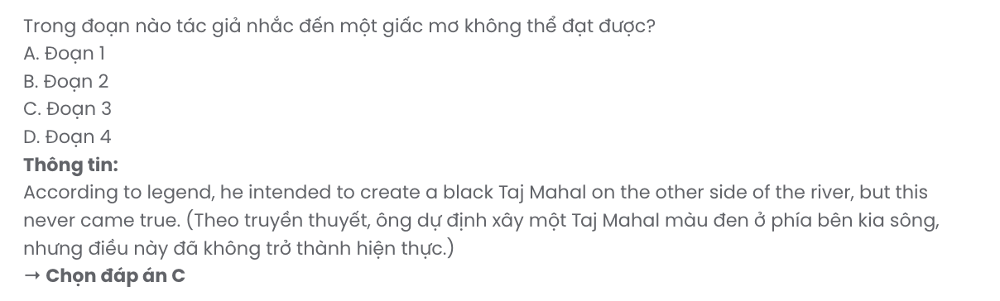 Trong đoạn nào tác giả nhắc đến một giấc mơ không thể đạt được?
A. Đoạn 1
B. Đoạn 2
C. Đoạn 3
D. Đoạn 4
Thông tin:
According to legend, he intended to create a black Taj Mahal on the other side of the river, but this
never came true. (Theo truyền thuyết, ông dự định xây một Taj Mahal màu đen ở phía bên kia sông,
nhưng điều này đã không trở thành hiện thực.)
→ Chọn đáp án C